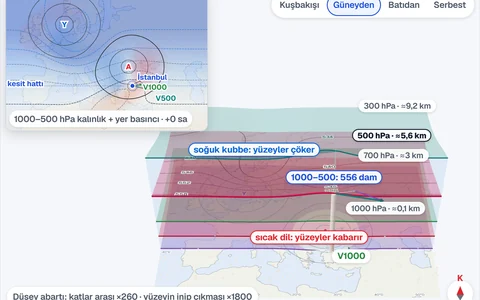 Kuşbakışı Güneyden Batıdan Serbest
Y
A
İstanbul
V1000
kesit hattı
V500
1000–500 hPa kalınlık + yer basıncı · +0 sa
300 hPa · ≈9,2 km
500 hPa · ≈5,6 km
soğuk kubbe: yüzeyler çöker
700 hPa · ≈3 km
1000–500: 556 dam
1000 hPa · ≈0,1 km
sıcak dil: yüzeyler kabarır
V1000
K
Düşey abartı: katlar arası ×260 · yüzeyin inip çıkması ×1800